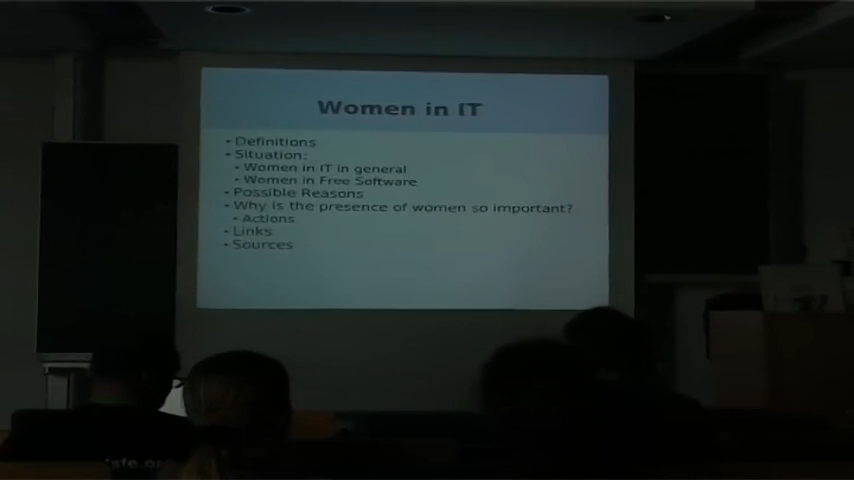 Women in IT
- Definitions
- Situation:
- Women in IT in general
- Women in Free Software
- Possible Reasons
- Why is the presence of women so important?
- Actions
- Links
- Sources